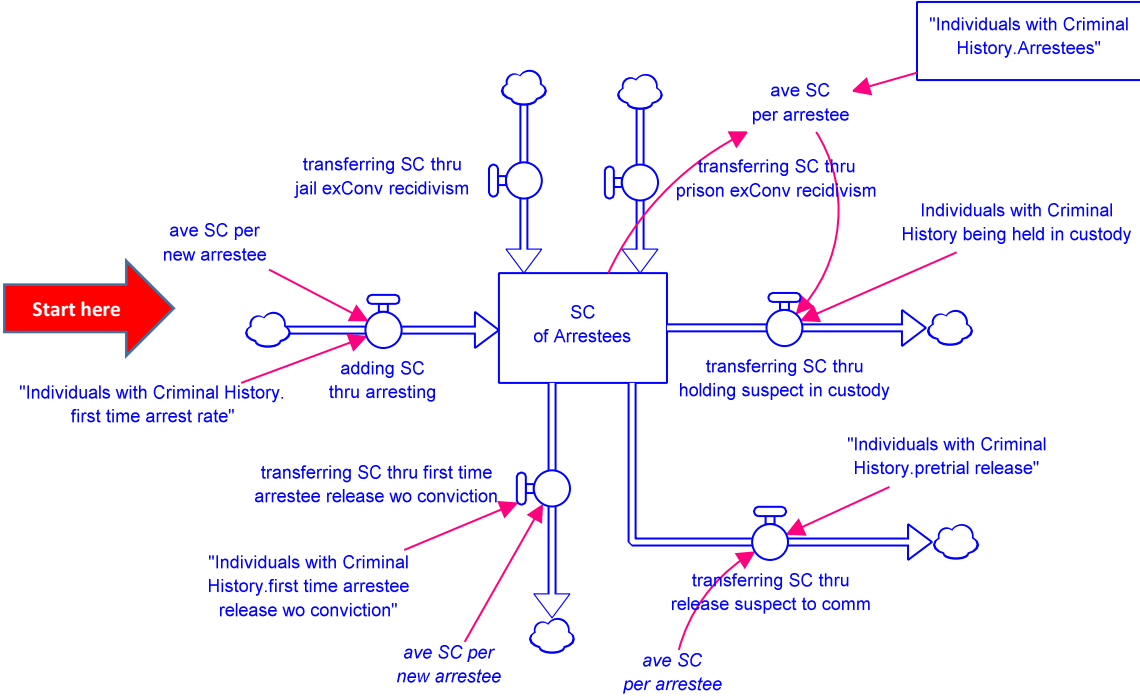 "Individuals with Criminal
History.Arrestees"
ave SC
per arrestee
transferring SC thru
jail exConv recidivism
transferring SC thru
prison exConv recidivism
ave SC per
new arrestee
Individuals with Criminal
History being held in custody
Start here
SC
of Arrestees
adding SC
thru arresting
transferring SC thru
holding suspect in custody
"Individuals with Criminal History.
first time arrest rate"
"Individuals with Criminal
History.pretrial release"
transferring SC thru first time
arrestee release wo conviction
"Individuals with Criminal
History.first time arrestee
release wo conviction"
transferring SC thru
release suspect to comm
ave SC per
new arrestee
ave SC
per arrestee